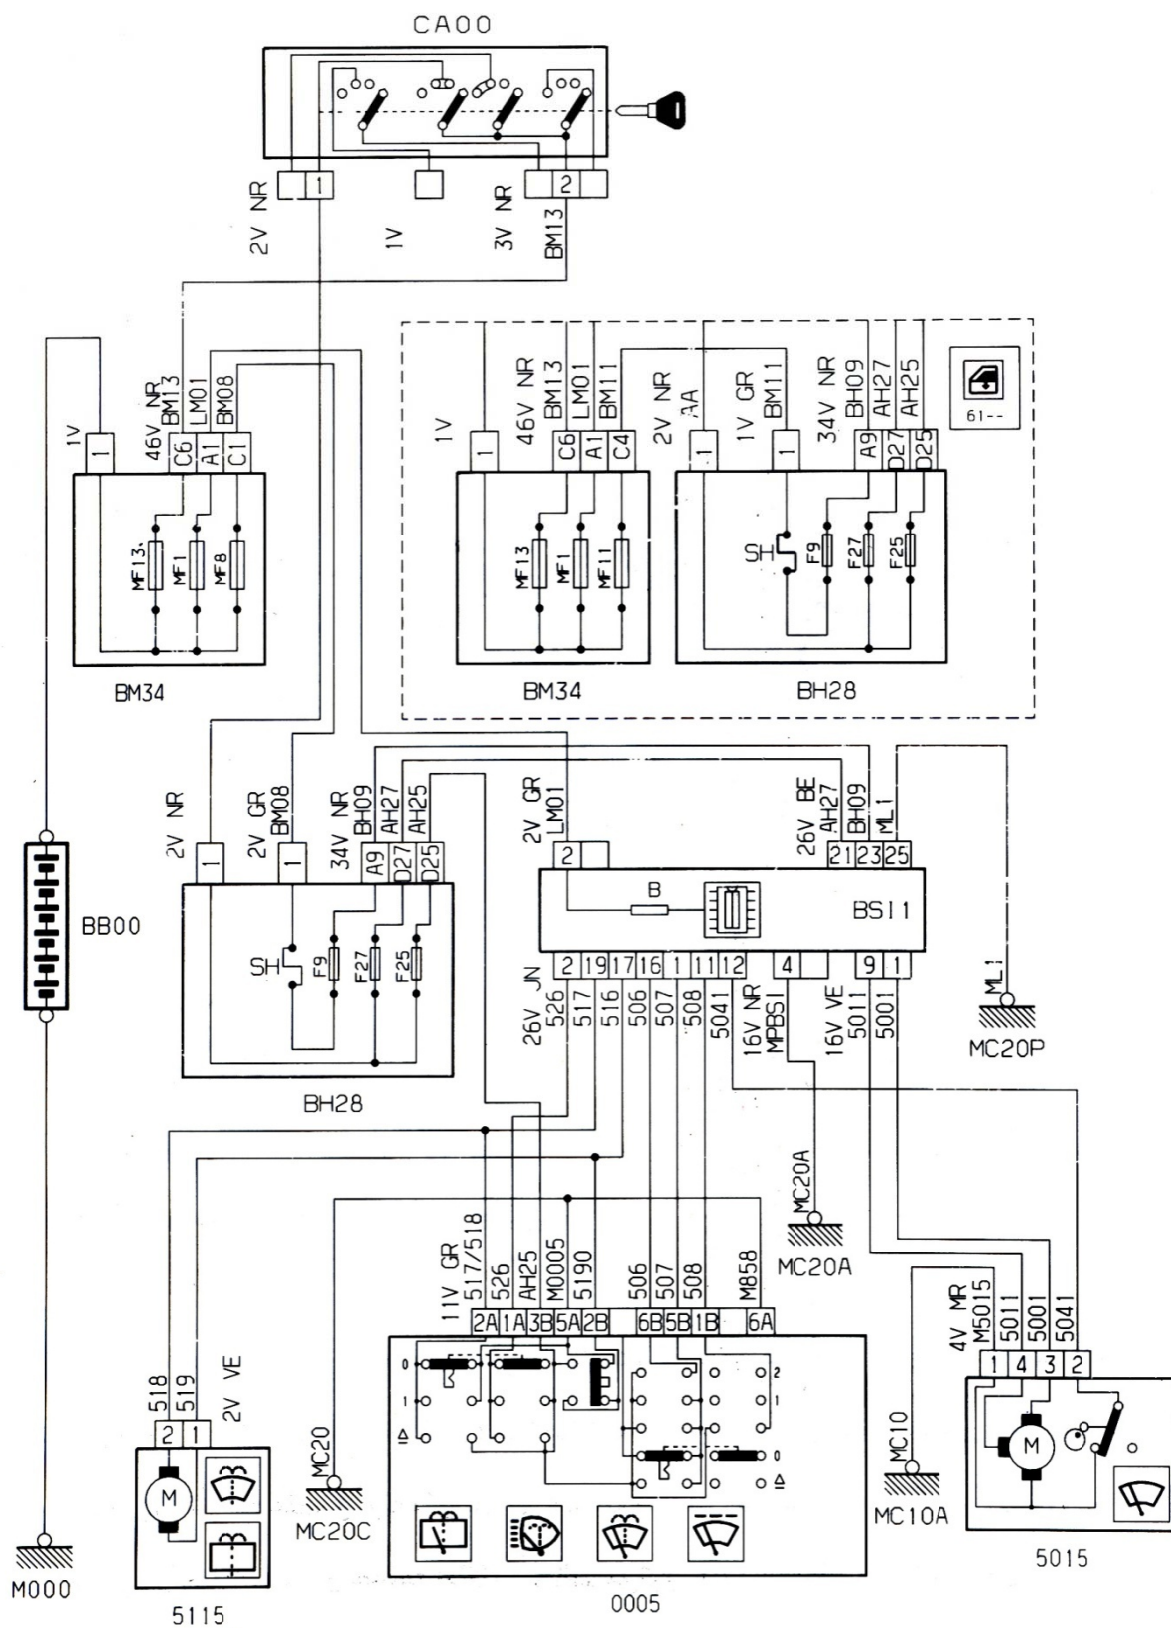 CA00
1 2
2V NR 1V 3V NR BM13
1V 46V NR BM13 LM01 BM08
1 C6 A1 C1
MF13 MF1 MF8
BM34
1V 46V NR BM13 LM01 BM11 2V NR AA 1V GR BM11 34V NR BH09 AH27 AH25
61--
1 C6 A1 C4 1 1 A9 D27 D25
MF13 MF1 MF11 SH F9 F27 F25
BM34 BH28
2V NR 2V GR BM08 34V NR BH09 AH27 AH25 2V GR LM01 26V BE AH27 BH09 ML1
1 1 A9 D27 D25 2 21 23 25
BB00
SH F9 F27 F25
BH28
B BSI1
2 19 17 16 1 11 12 4 9 1
26V JN 526 517 516 506 507 508 5041 16V NR MPBSI 16V VE 5011 5001
ML1
MC20P
MC20A
MC20A
11V GR 517/518 526 AH25 M0005 5190 506 507 508 M858
2A 1A 3B 5A 2B 6B 5B 1B 6A
0 1
2 1 0
MC20
MC20C
0005
518 519 2V VE
2 1
M
5115
M000
MC10
MC10A
4V MR M5015 5011 5001 5041
1 4 3 2
M
5015